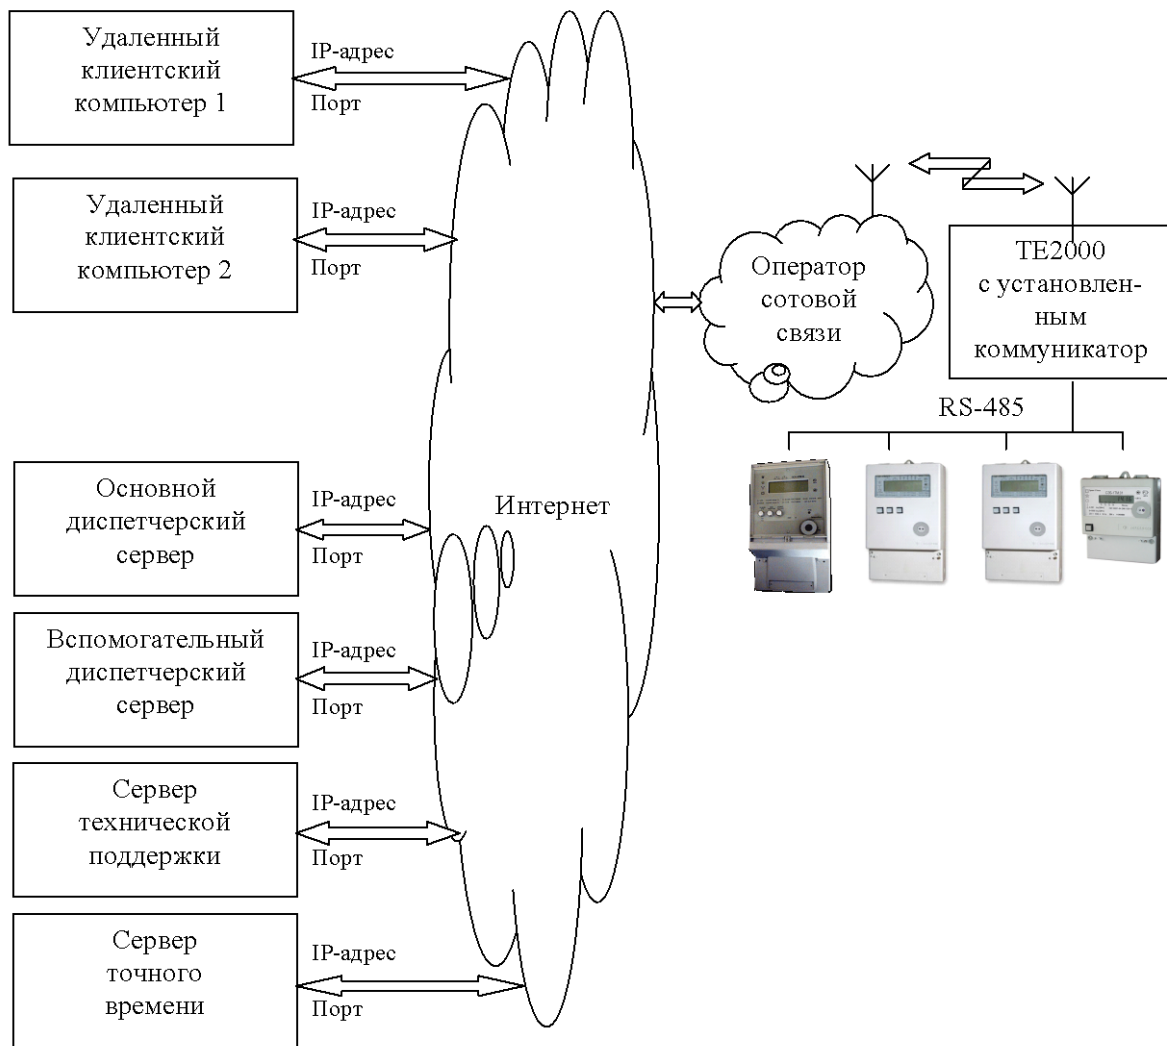 Удаленный
клиентский
компьютер 1
IP-адрес
Порт
Удаленный
клиентский
компьютер 2
IP-адрес
Порт
Основной
диспетчерский
сервер
IP-адрес
Порт
Вспомогательный
диспетчерский
сервер
IP-адрес
Порт
Сервер
технической
поддержки
IP-адрес
Порт
Сервер
точного
времени
IP-адрес
Порт
Интернет
Оператор
сотовой
связи
TE2000
с установлен-
ным
коммуникатор
RS-485